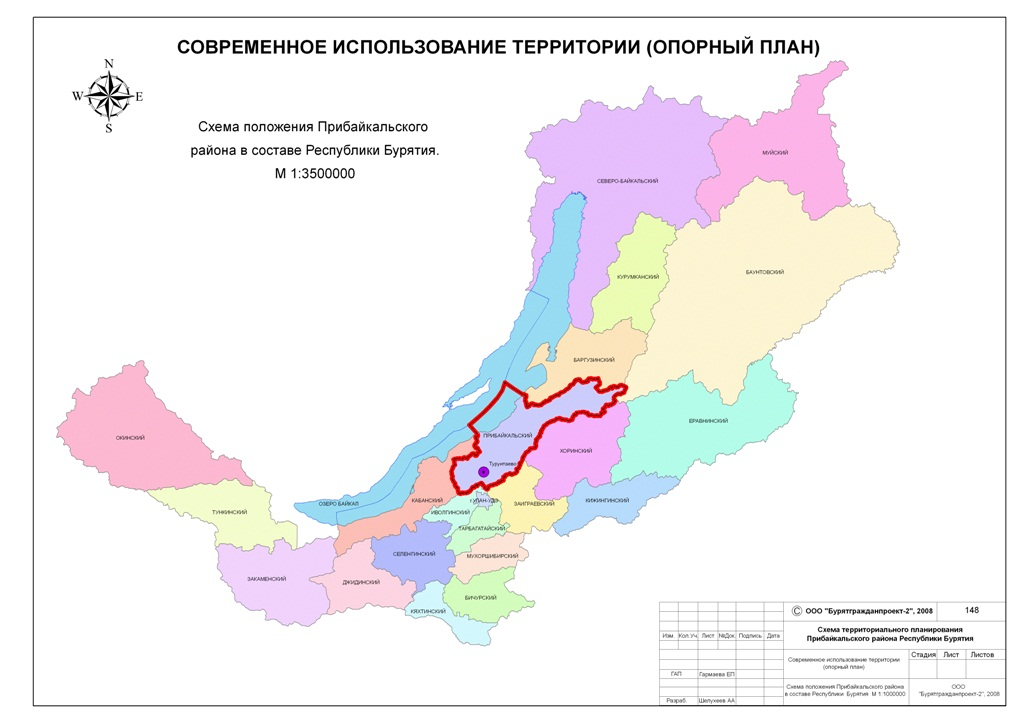 СОВРЕМЕННОЕ ИСПОЛЬЗОВАНИЕ ТЕРРИТОРИИ (ОПОРНЫЙ ПЛАН)
N
W E
S
Схема положения Прибайкальского
района в составе Республики Бурятия.
М 1:3500000
МУЙСКИЙ
СЕВЕРО-БАЙКАЛЬСКИЙ
БАУНТОВСКИЙ
КУРУМКАНСКИЙ
БАРГУЗИНСКИЙ
ЕРАВНИНСКИЙ
ОКИНСКИЙ
ПРИБАЙКАЛЬСКИЙ
ХОРИНСКИЙ
Турунтаево
КАБАНСКИЙ
г.УЛАН-УДЭ
КИЖИНГИНСКИЙ
ОЗЕРО БАЙКАЛ
ЗАИГРАЕВСКИЙ
ТУНКИНСКИЙ
ИВОЛГИНСКИЙ
ТАРБАГАТАЙСКИЙ
СЕЛЕНГИНСКИЙ
МУХОРШИБИРСКИЙ
ЗАКАМЕНСКИЙ
ДЖИДИНСКИЙ
БИЧУРСКИЙ
КЯХТИНСКИЙ
© ООО "Бурятгражданпроект-2", 2008 148
Схема территориального планирования
Прибайкальского района Республики Бурятия
Изм. Кол.Уч. Лист №Док. Подпись Дата
Современное использование территории
(опорный план)
Стадия Лист Листов
ГАП Гармаева ЕП
Схема положения Прибайкальского района
в составе Республики Бурятия М 1:1000000
ООО
"Бурятгражданпроект-2", 2008
Разраб. Шелухеев АА